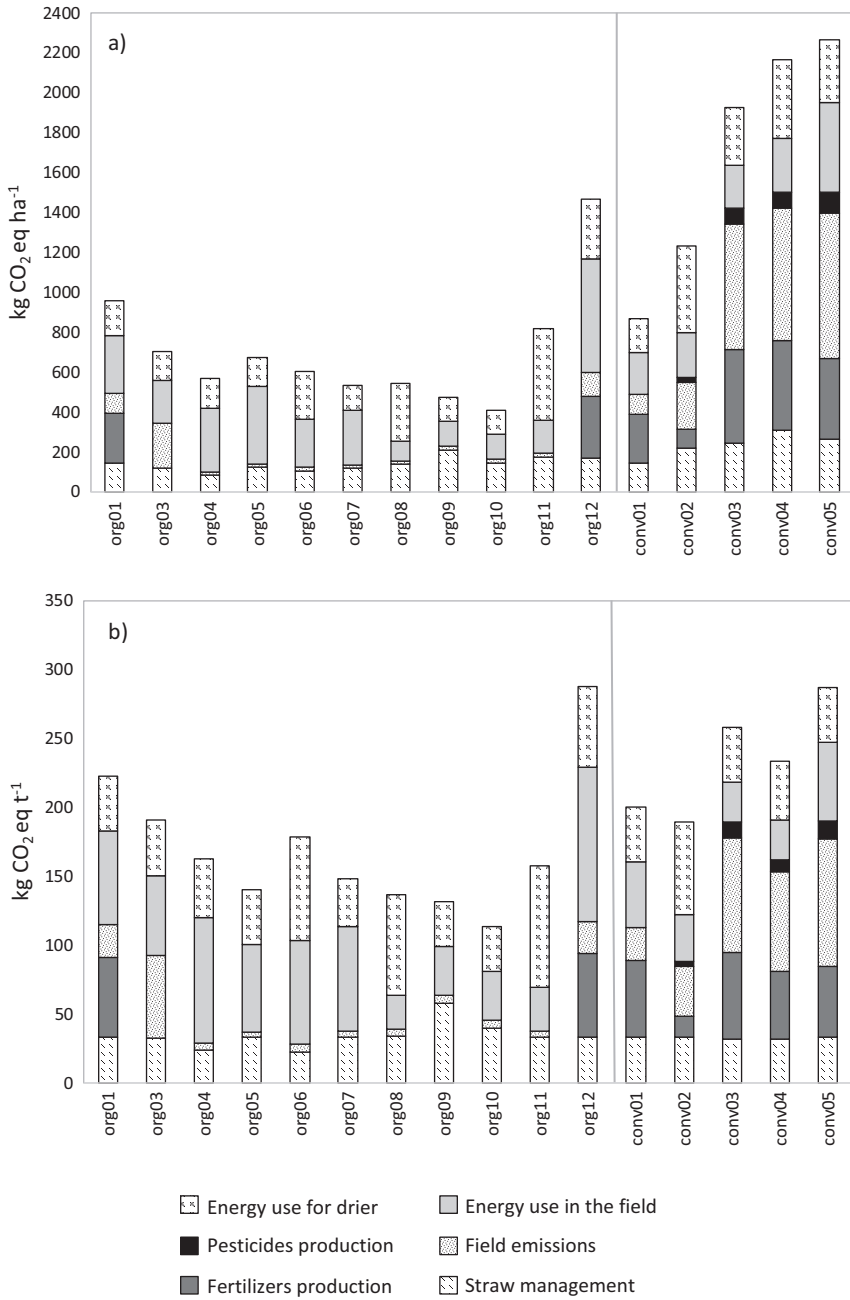 2400
2200
2000
1800
1600
1400
1200
1000
800
600
400
200
0
kg CO₂ eq ha⁻¹
a)
org01 org03 org04 org05 org06 org07 org08 org09 org10 org11 org12 conv01 conv02 conv03 conv04 conv05
350
300
250
200
150
100
50
0
kg CO₂ eq t⁻¹
b)
org01 org03 org04 org05 org06 org07 org08 org09 org10 org11 org12 conv01 conv02 conv03 conv04 conv05
Energy use for drier Energy use in the field
Pesticides production Field emissions
Fertilizers production Straw management